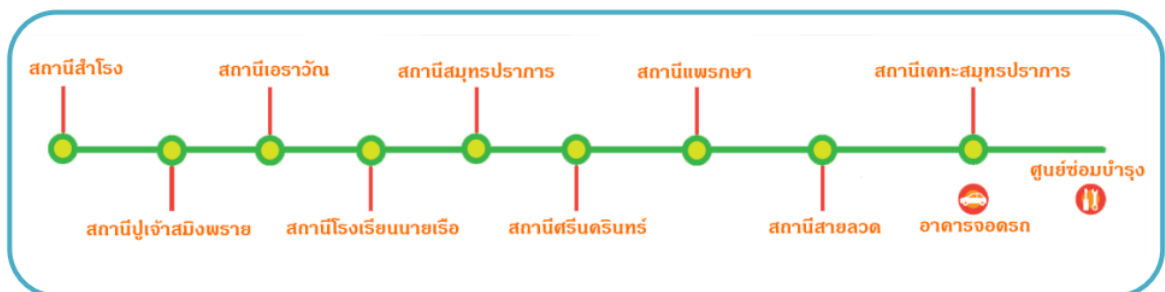 สถานีสำโรง
สถานีเอราวัณ
สถานีสมุทรปราการ
สถานีแพรกษา
สถานีเคหะสมุทรปราการ
สถานีปูเจ้าสมิงพราย
สถานีโรงเรียนนายเรือ
สถานีศรีนครินทร์
สถานีสายลวด
อาคารจอดรถ
ศูนย์ซ่อมบำรุง